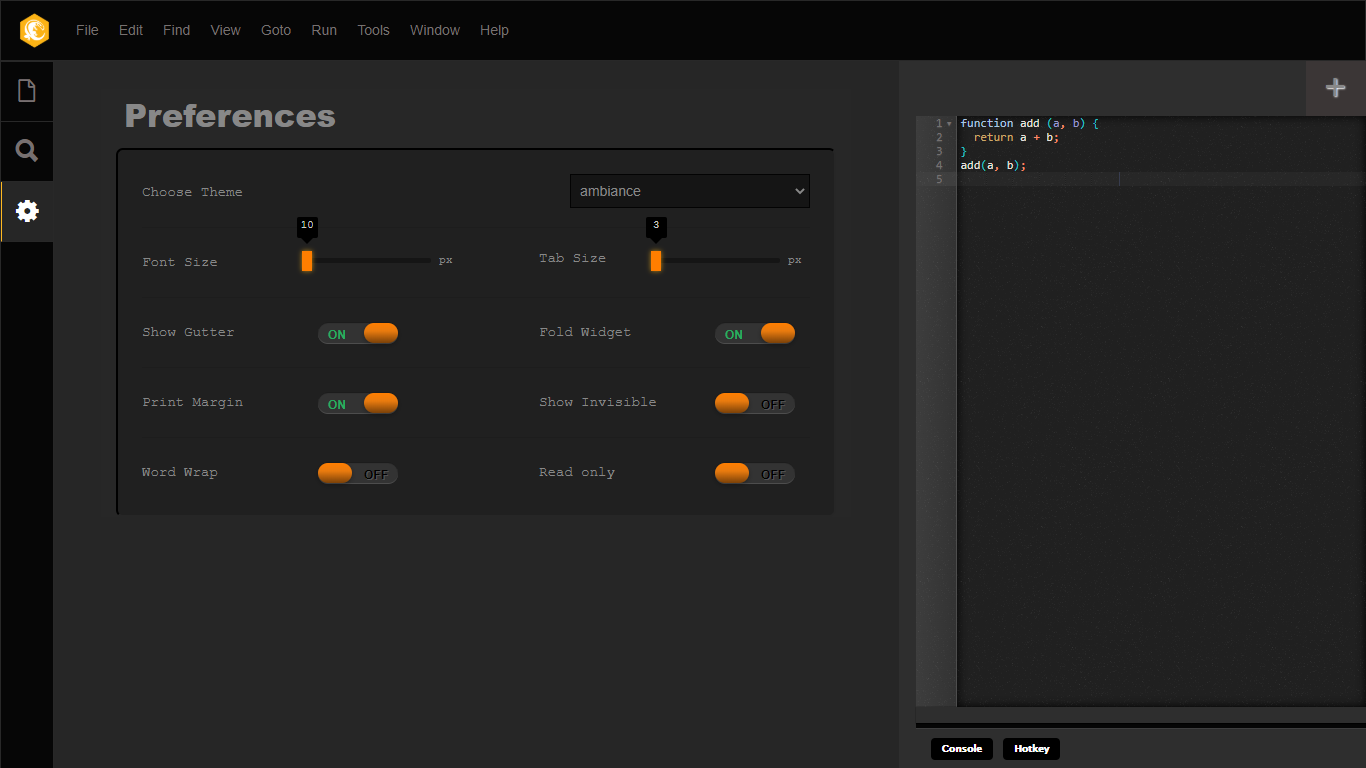 File Edit Find View Goto Run Tools Window Help
Preferences
Choose Theme ambiance
10 3
Font Size px Tab Size px
Show Gutter ON Fold Widget ON
Print Margin ON Show Invisible OFF
Word Wrap OFF Read only OFF
1 function add (a, b) {
2 return a + b;
3 }
4 add(a, b);
5
Console Hotkey